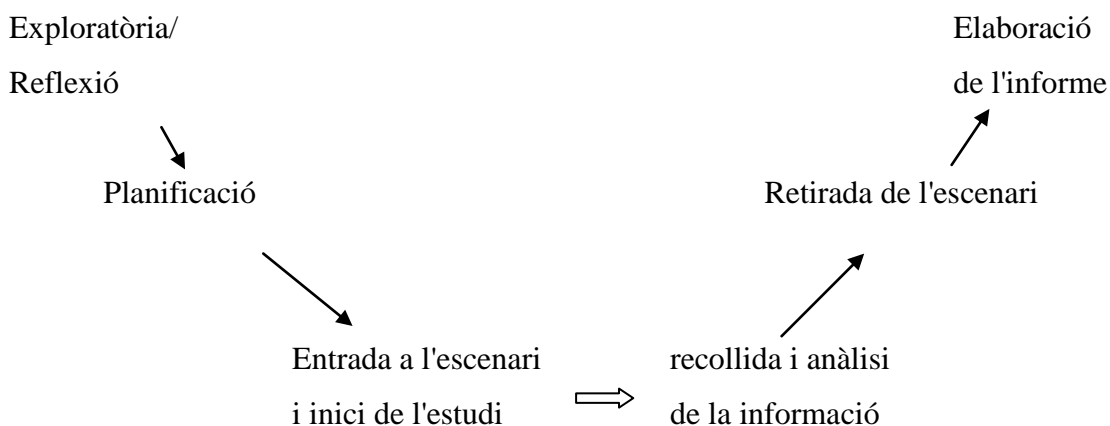 Exploratòria/
Reflexió
Elaboració
de l'informe
Planificació
Retirada de l'escenari
Entrada a l'escenari
i inici de l'estudi
recollida i anàlisi
de la informació